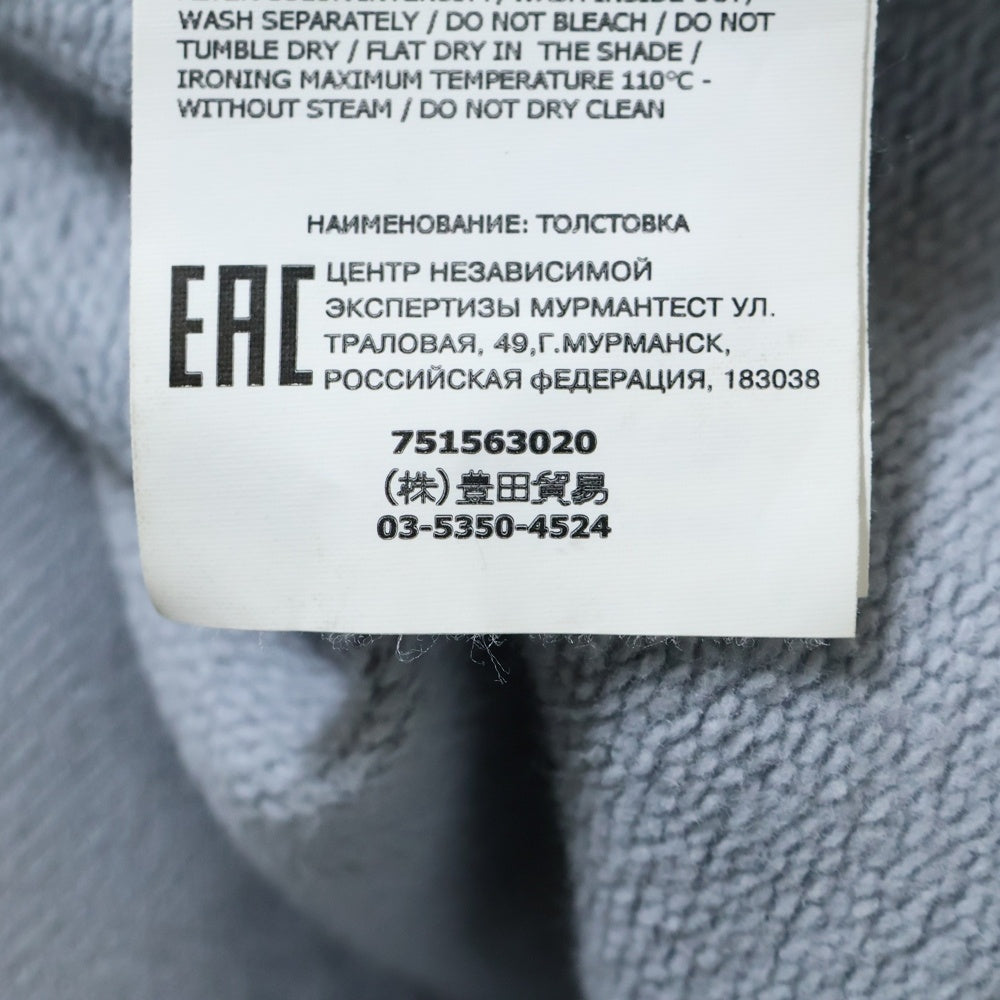 WASH SEPARATELY / DO NOT BLEACH / DO NOT
TUMBLE DRY / FLAT DRY IN THE SHADE /
IRONING MAXIMUM TEMPERATURE 110°C -
WITHOUT STEAM / DO NOT DRY CLEAN
НАИМЕНОВАНИЕ: ТОЛСТОВКА
EAC
ЦЕНТР НЕЗАВИСИМОЙ
ЭКСПЕРТИЗЫ МУРМАНТЕСТ УЛ.
ТРАЛОВАЯ, 49,Г.МУРМАНСК,
РОССИЙСКАЯ фЕДЕРАЦИЯ, 183038
751563020
(株)豊田貿易
03-5350-4524